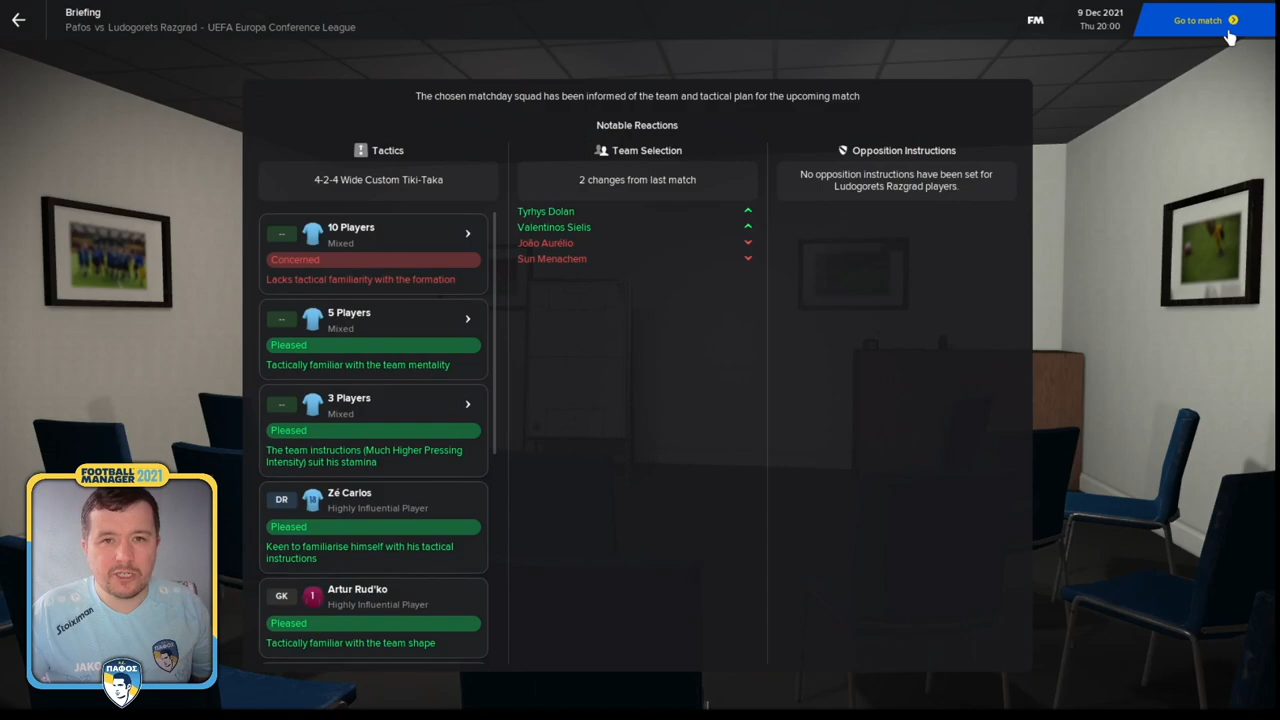 Briefing
Pafos vs Ludogorets Razgrad - UEFA Europa Conference League
FM
9 Dec 2021
Thu 20:00
Go to match
The chosen matchday squad has been informed of the team and tactical plan for the upcoming match
Notable Reactions
Tactics
4-2-4 Wide Custom Tiki-Taka
--
10 Players
Mixed
Concerned
Lacks tactical familiarity with the formation
--
5 Players
Mixed
Pleased
Tactically familiar with the team mentality
--
3 Players
Mixed
Pleased
The team instructions (Much Higher Pressing
Intensity) suit his stamina
DR
18
Zé Carlos
Highly Influential Player
Pleased
Keen to familiarise himself with his tactical
instructions
GK
1
Artur Rud'ko
Highly Influential Player
Pleased
Tactically familiar with the team shape
Team Selection
2 changes from last match
Tyrhys Dolan
Valentinos Sielis
João Aurélio
Sun Menachem
Opposition Instructions
No opposition instructions have been set for
Ludogorets Razgrad players.
FOOTBALL
MANAGER 2021
Stoiximan
JAKO
ΠΑΦΟΣ
ΠΑΦΟΣ